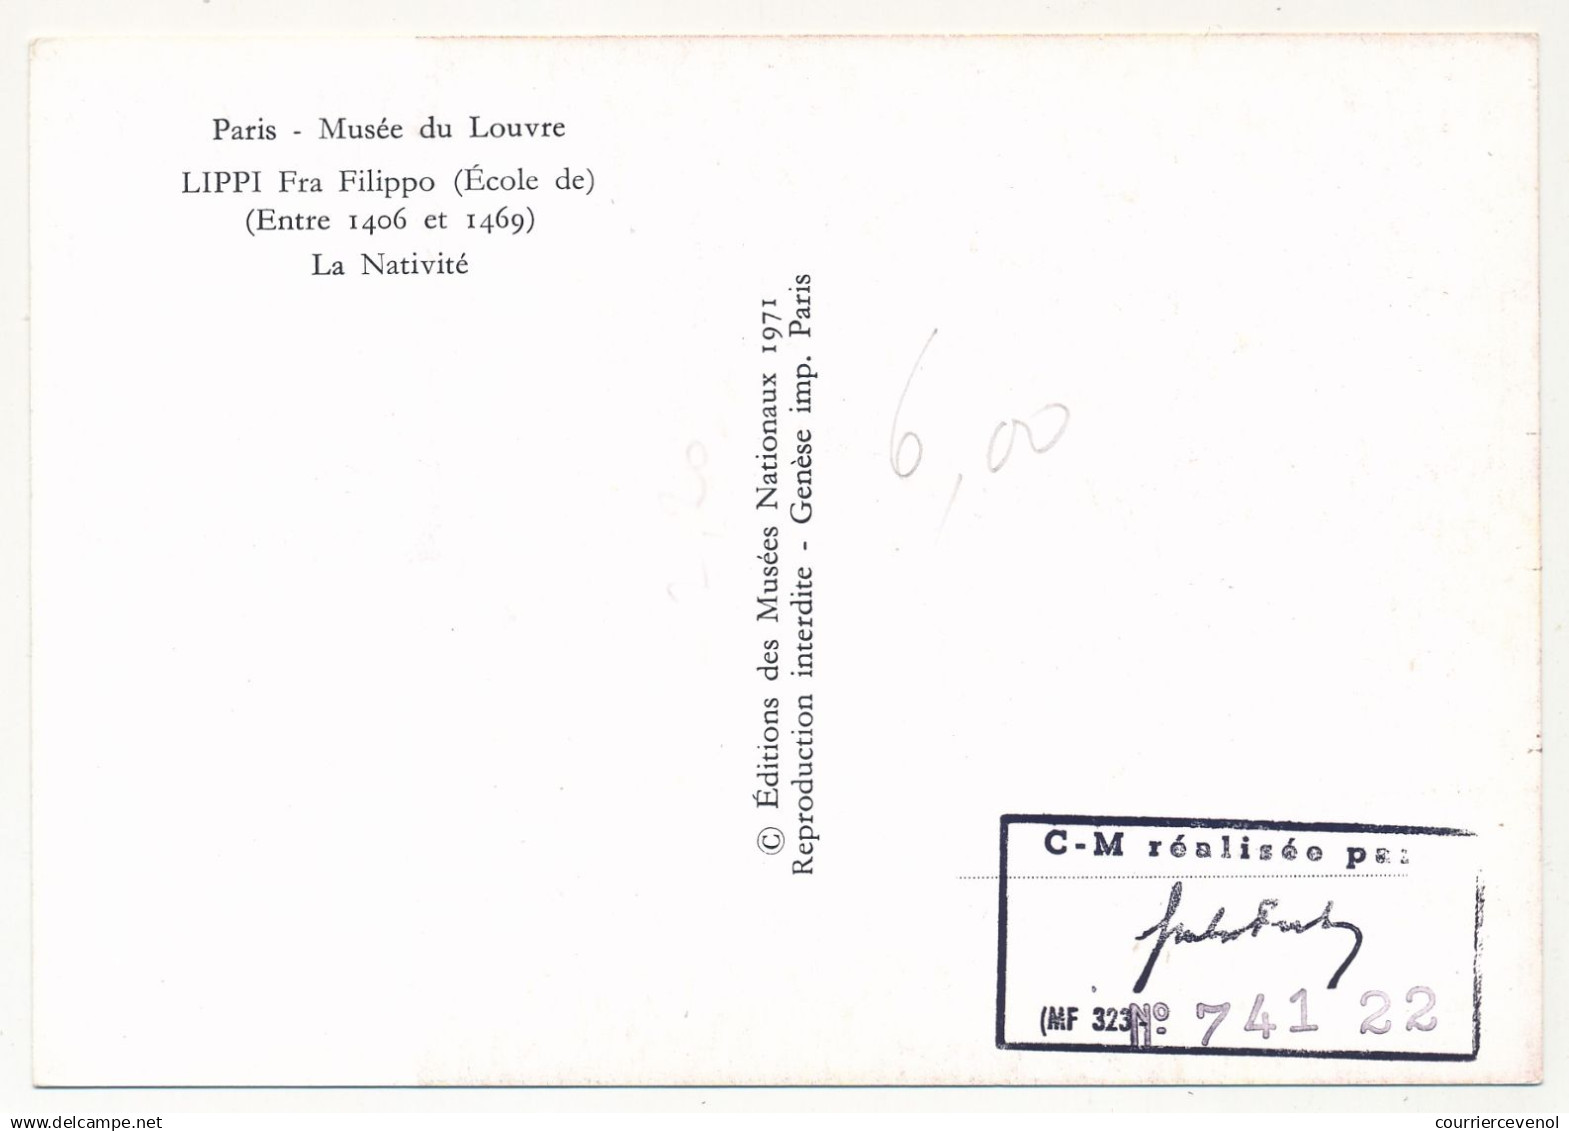 Paris - Musée du Louvre
LIPPI Fra Filippo (École de)
(Entre 1406 et 1469)
La Nativité
© Éditions des Musées Nationaux 1971
Reproduction interdite - Genèse imp. Paris
6,00
C-M réalisée par
(MF 323
Nº: 741 22
delcampe.net
courriercevenol